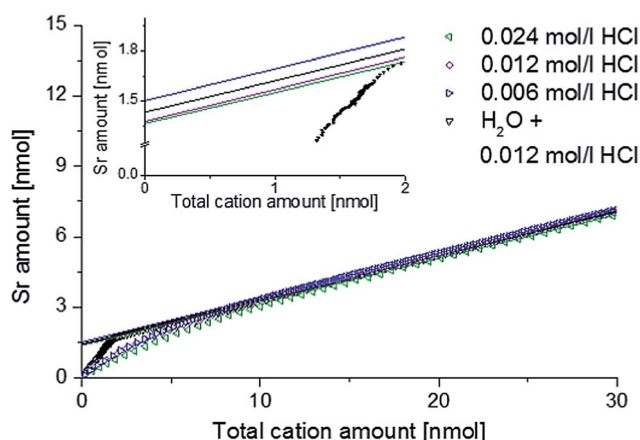 15
12
9
6
3
0
Sr amount [nmol]
1.8
1.5
0.0
Sr amount [nmol]
0
1
2
Total cation amount [nmol]
0.024 mol/l HCl
0.012 mol/l HCl
0.006 mol/l HCl
H₂O +
0.012 mol/l HCl
0
10
20
30
Total cation amount [nmol]